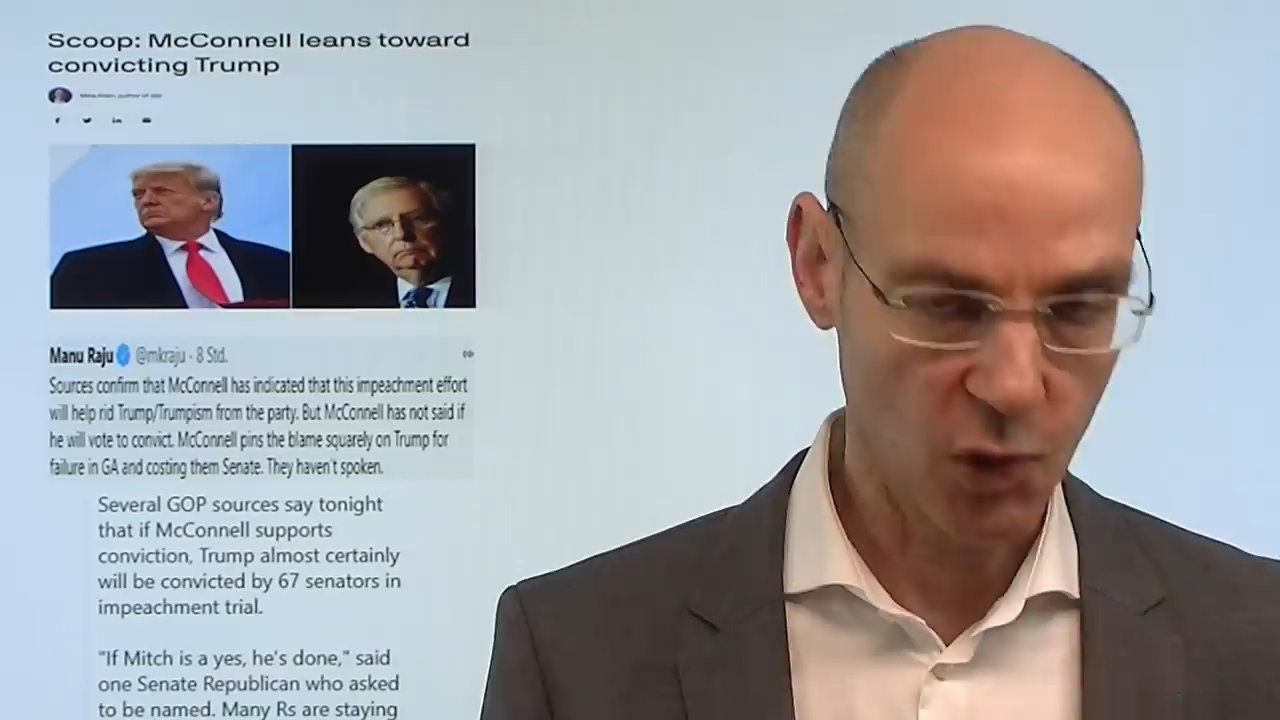 Scoop: McConnell leans toward
convicting Trump
Manu Raju @mkraju · 8 Std.
Sources confirm that McConnell has indicated that this impeachment effort
will help rid Trump/Trumpism from the party. But McConnell has not said if
he will vote to convict. McConnell pins the blame squarely on Trump for
failure in GA and costing them Senate. They haven't spoken.
Several GOP sources say tonight
that if McConnell supports
conviction, Trump almost certainly
will be convicted by 67 senators in
impeachment trial.
"If Mitch is a yes, he's done," said
one Senate Republican who asked
to be named. Many Rs are staying